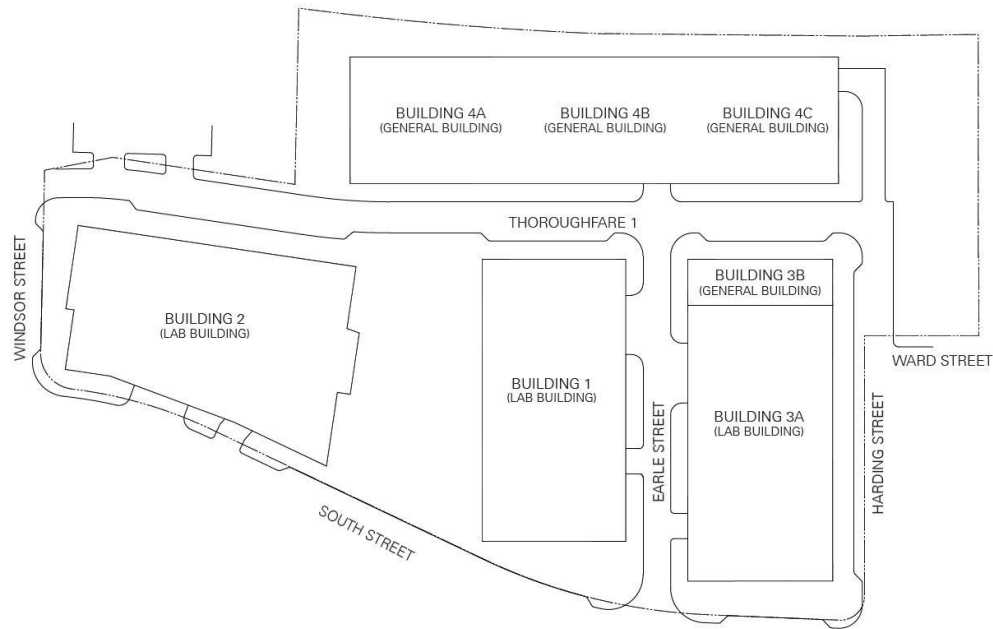 BUILDING 4A
(GENERAL BUILDING)
BUILDING 4B
(GENERAL BUILDING)
BUILDING 4C
(GENERAL BUILDING)
THOROUGHFARE 1
WINDSOR STREET
BUILDING 2
(LAB BUILDING)
BUILDING 3B
(GENERAL BUILDING)
WARD STREET
BUILDING 1
(LAB BUILDING)
EARLE STREET
BUILDING 3A
(LAB BUILDING)
HARDING STREET
SOUTH STREET